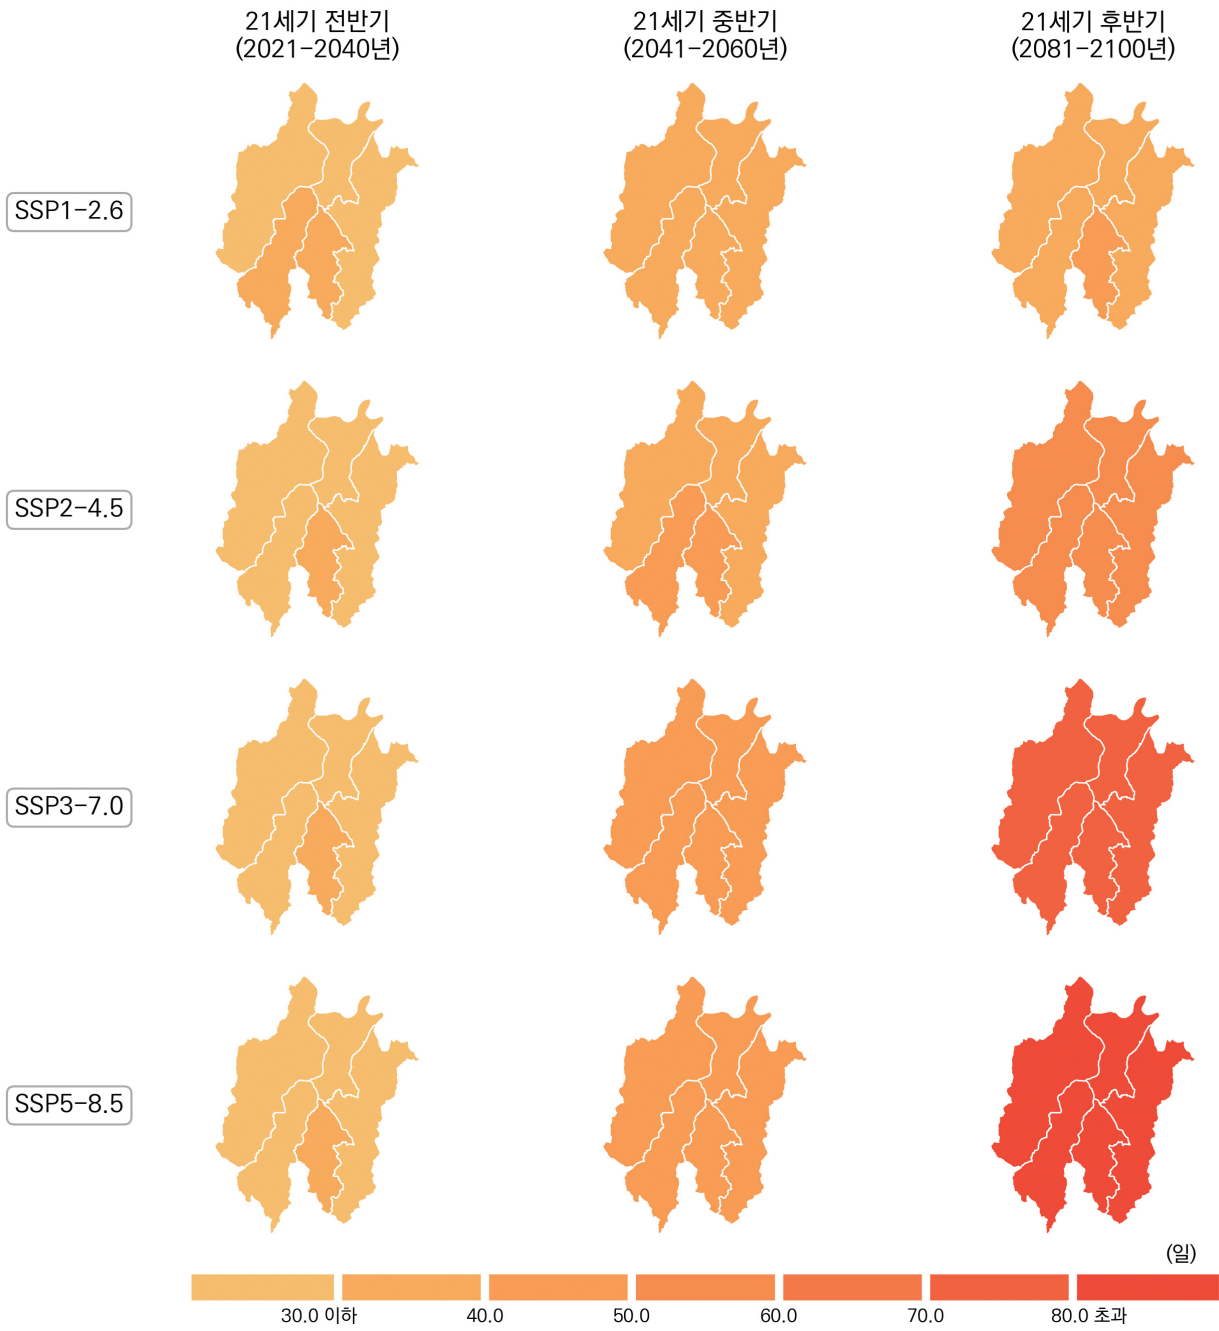 21세기 전반기
(2021-2040년)
21세기 중반기
(2041-2060년)
21세기 후반기
(2081-2100년)
SSP1-2.6
SSP2-4.5
SSP3-7.0
SSP5-8.5
(일)
30.0 이하
40.0
50.0
60.0
70.0
80.0 초과